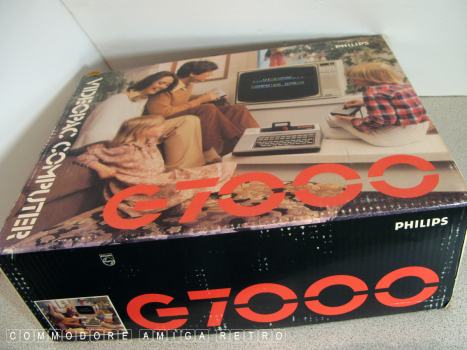 PHILIPS
VIDEOPAC COMPUTER
G7000
PHILIPS
G7000
COMMODORE AMIGA RETRO